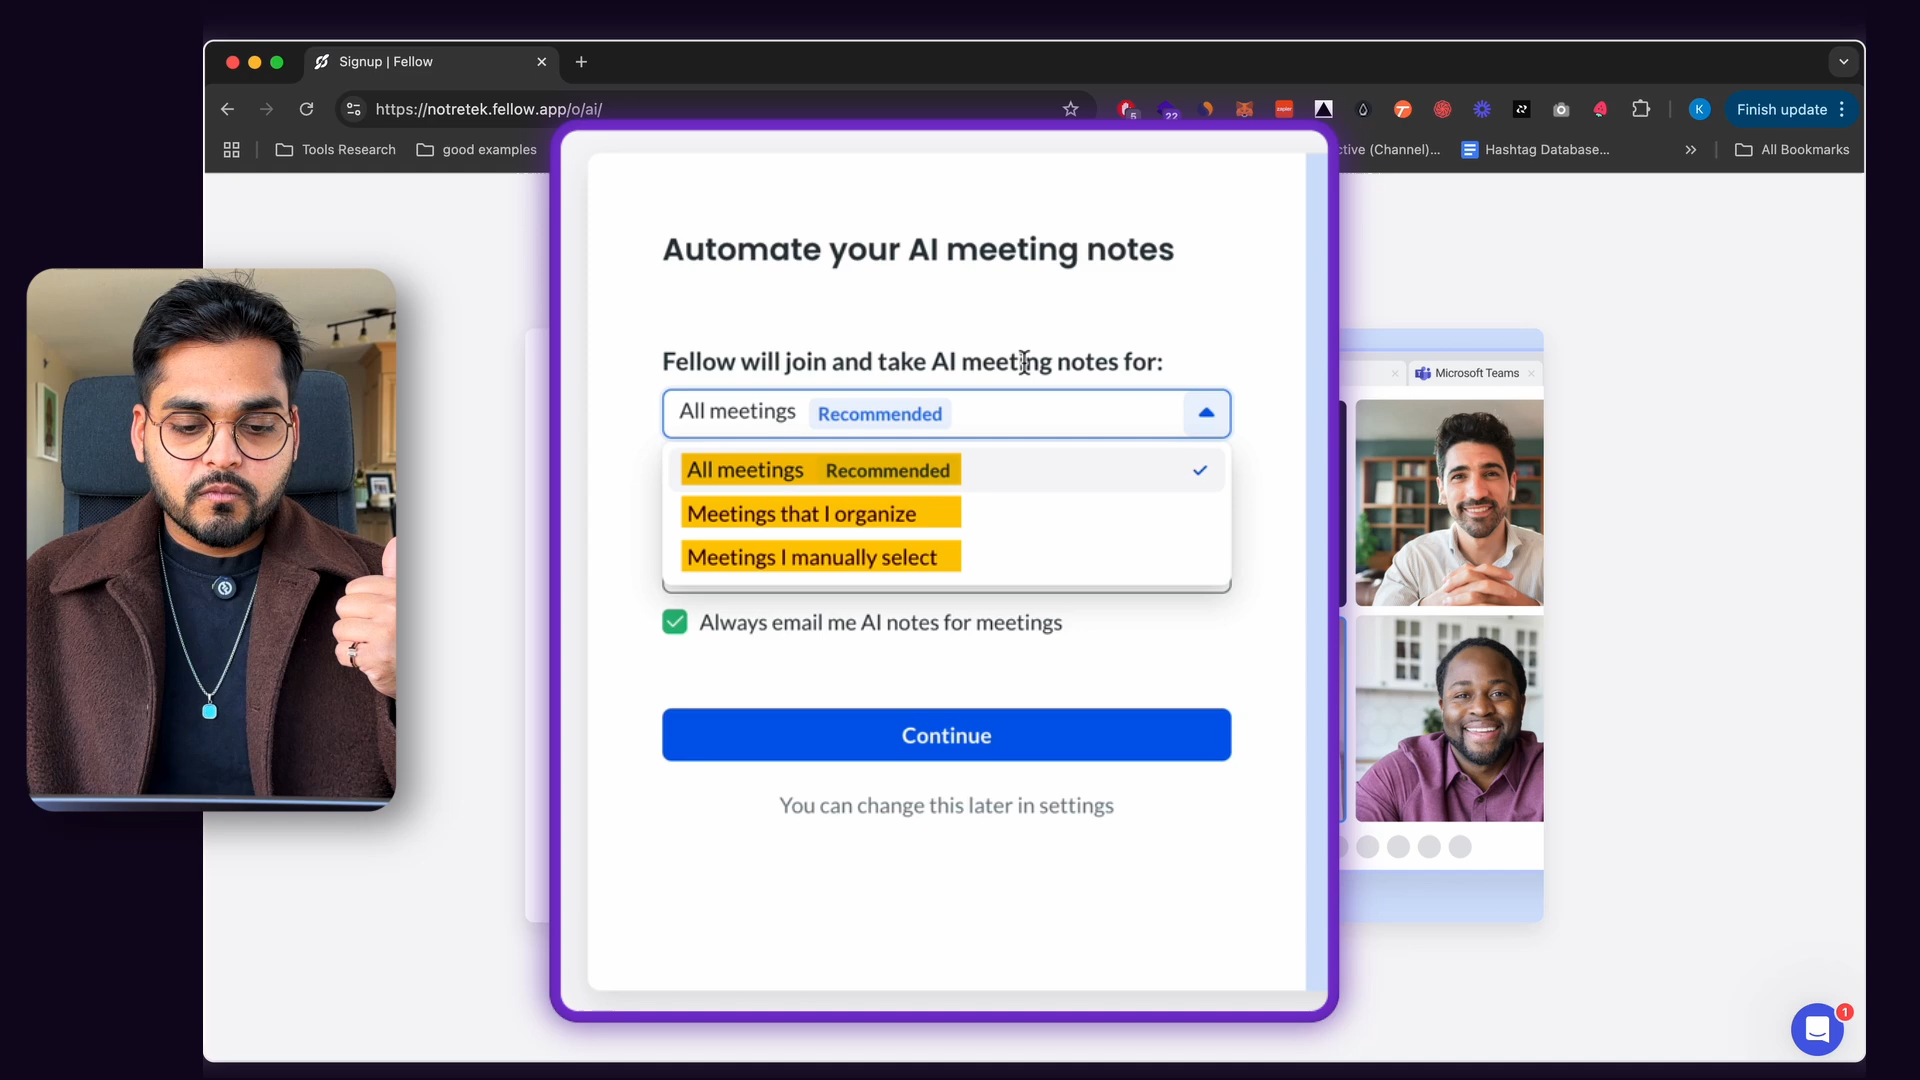 Signup | Fellow
https://notretek.fellow.app/o/ai/
5
22
zapier
K
Finish update
Tools Research
good examples
ctive (Channel)...
Hashtag Database...
All Bookmarks
Automate your AI meeting notes
Fellow will join and take AI meeting notes for:
All meetings Recommended
All meetings Recommended
Meetings that I organize
Meetings I manually select
Always email me AI notes for meetings
Continue
You can change this later in settings
Microsoft Teams
1